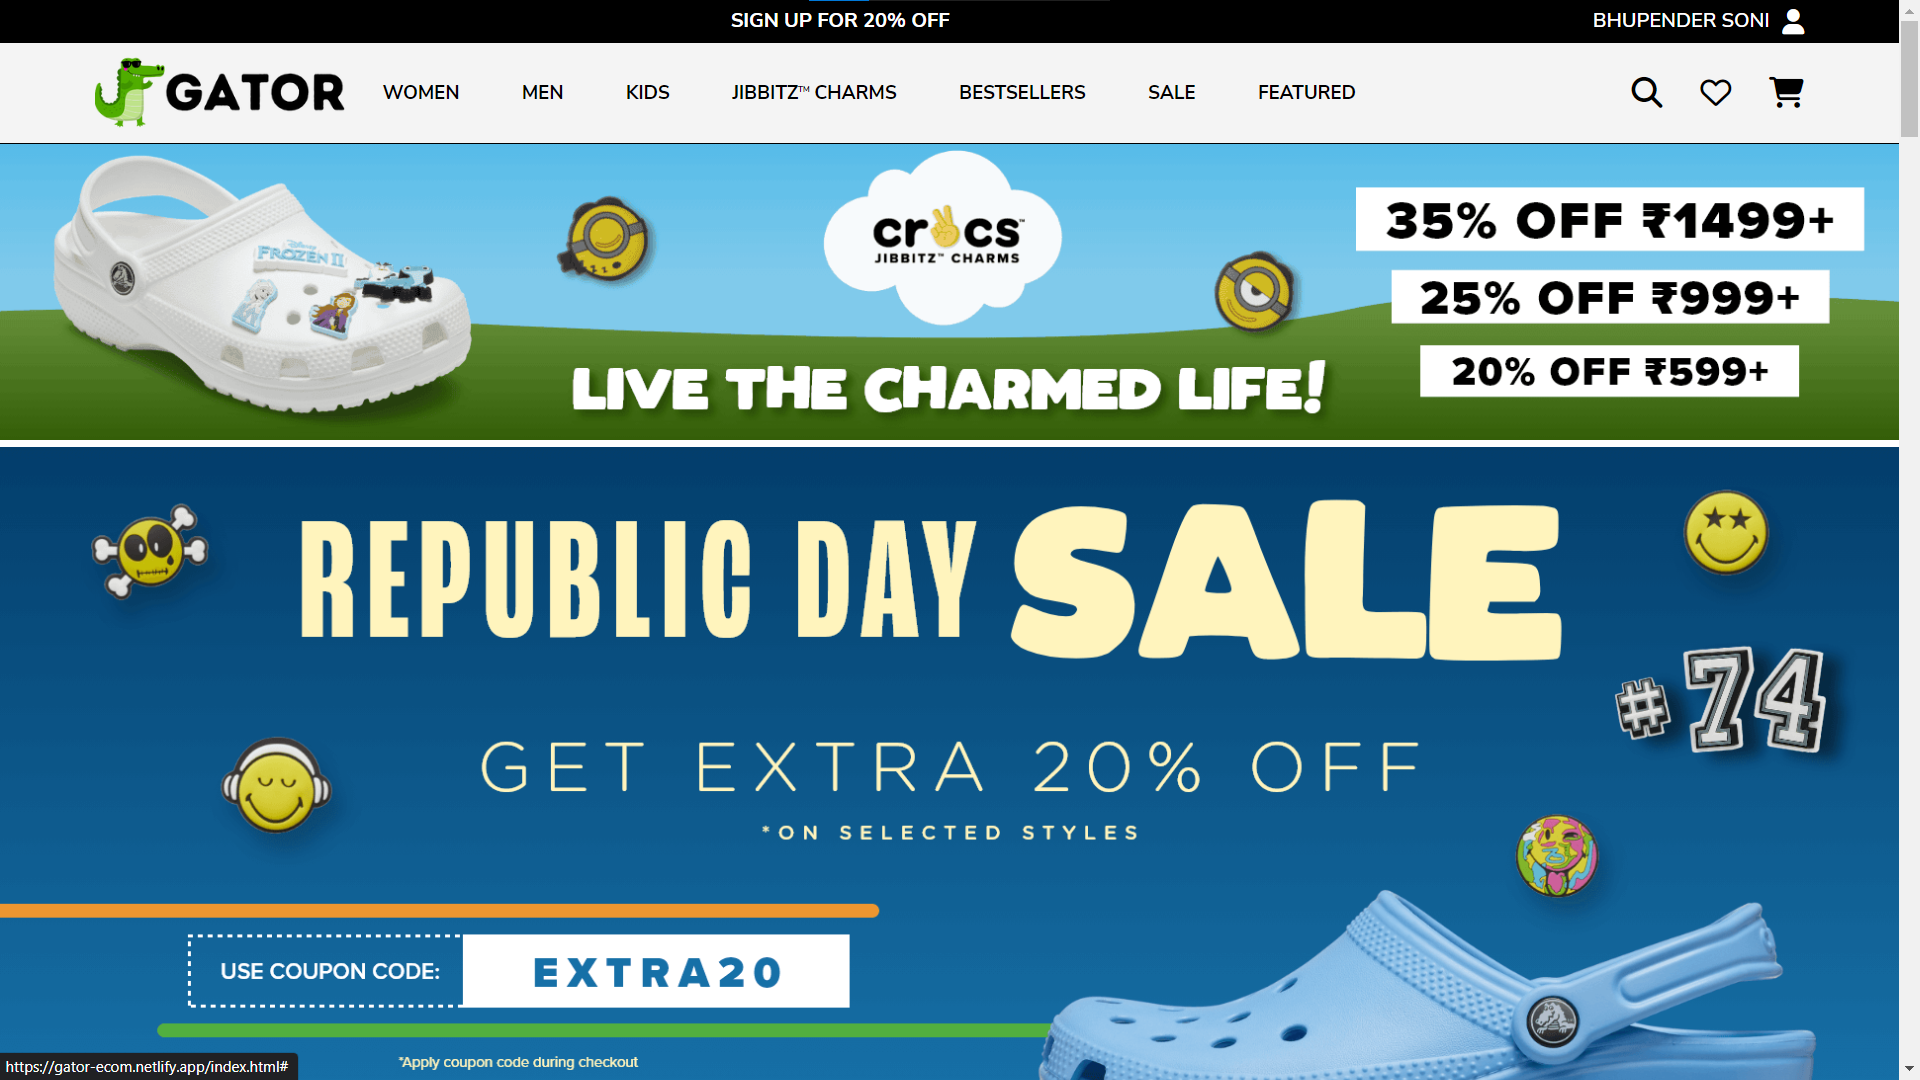 SIGN UP FOR 20% OFF
BHUPENDER SONI
GATOR
WOMEN
MEN
KIDS
JIBBITZ™ CHARMS
BESTSELLERS
SALE
FEATURED
Disney
FROZEN II
crocs™
JIBBITZ™ CHARMS
LIVE THE CHARMED LIFE!
35% OFF ₹1499+
25% OFF ₹999+
20% OFF ₹599+
REPUBLIC DAY SALE
#74
GET EXTRA 20% OFF
*ON SELECTED STYLES
USE COUPON CODE:
EXTRA20
*Apply coupon code during checkout
https://gator-ecom.netlify.app/index.html#